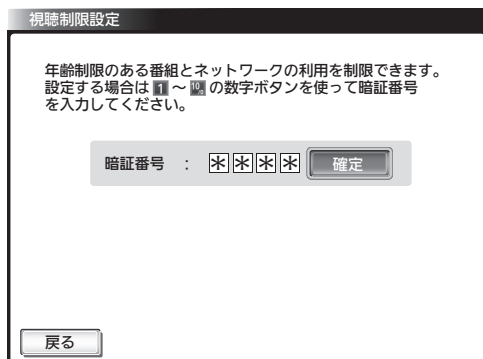 視聴制限設定
年齢制限のある番組とネットワークの利用を制限できます。
設定する場合は 1 ~ 10 の数字ボタンを使って暗証番号
を入力してください。
暗証番号 : ＊＊＊＊ 確定
戻る